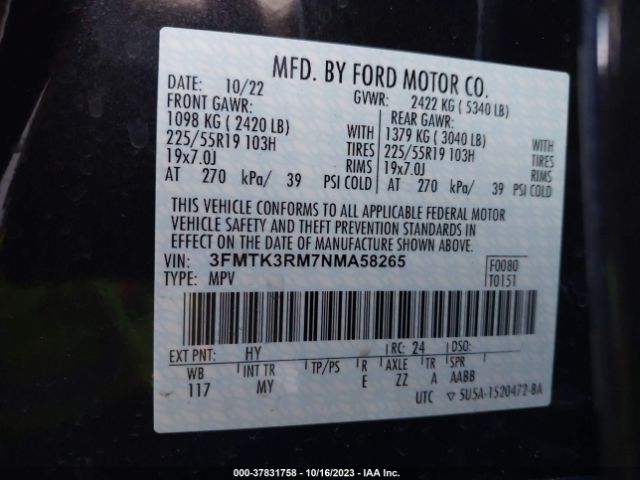 MFD. BY FORD MOTOR CO.
DATE: 10/22 GVWR: 2422 KG ( 5340 LB)
FRONT GAWR: REAR GAWR:
1098 KG ( 2420 LB) WITH 1379 KG ( 3040 LB) WITH
225/55R19 103H TIRES 225/55R19 103H TIRES
19x7.0J RIMS 19x7.0J RIMS
AT 270 kPa/ 39 PSI COLD AT 270 kPa/ 39 PSI COLD
THIS VEHICLE CONFORMS TO ALL APPLICABLE FEDERAL MOTOR
VEHICLE SAFETY AND THEFT PREVENTION STANDARDS IN
EFFECT ON THE DATE OF MANUFACTURE SHOWN ABOVE.
VIN: 3FMTK3RM7NMA58265 F0080
TYPE: MPV T0151
EXT PNT: HY RC: 24 DSO:
WB INT TR TP/PS R AXLE TR SPR
117 MY E ZZ A AABB
UTC ▽ 5U5A-1520472-BA
000-37831758 - 10/16/2023 - IAA Inc.